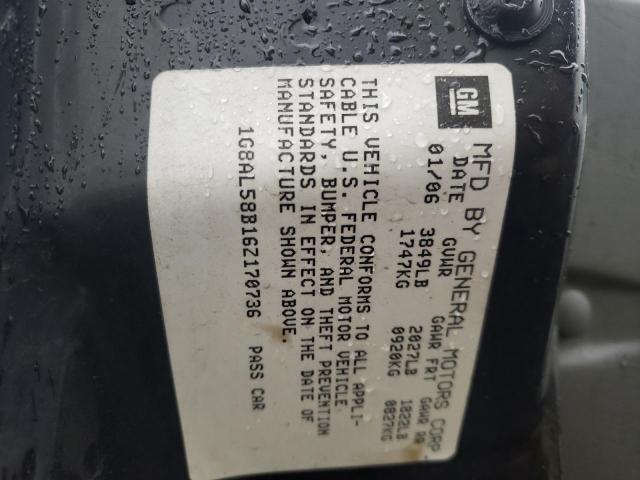 GM MFD BY GENERAL MOTORS CORP
DATE GVWR GAWR FRT GAWR RR
01/06 3849LB 2027LB 1822LB
1747KG 0920KG 0827KG
THIS VEHICLE CONFORMS TO ALL APPLI-
CABLE U.S. FEDERAL MOTOR VEHICLE
SAFETY, BUMPER, AND THEFT PREVENTION
STANDARDS IN EFFECT ON THE DATE OF
MANUFACTURE SHOWN ABOVE.
1G8AL58B16Z170736 PASS CAR